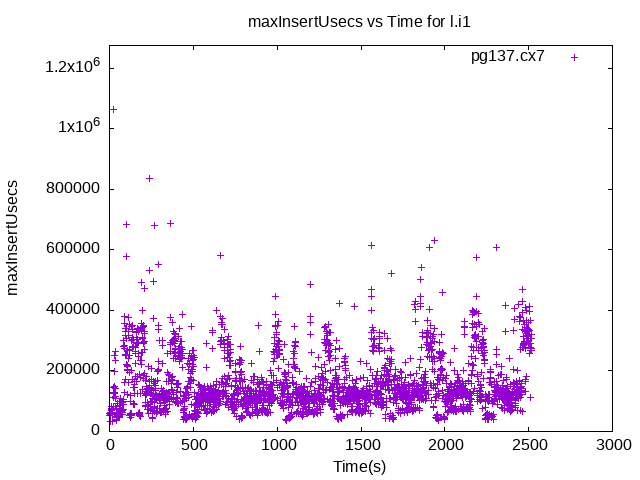 maxInsertUsecs vs Time for l.i1
pg137.cx7
1.2x10^6
1x10^6
800000
600000
400000
200000
0
maxInsertUsecs
0 500 1000 1500 2000 2500 3000
Time(s)